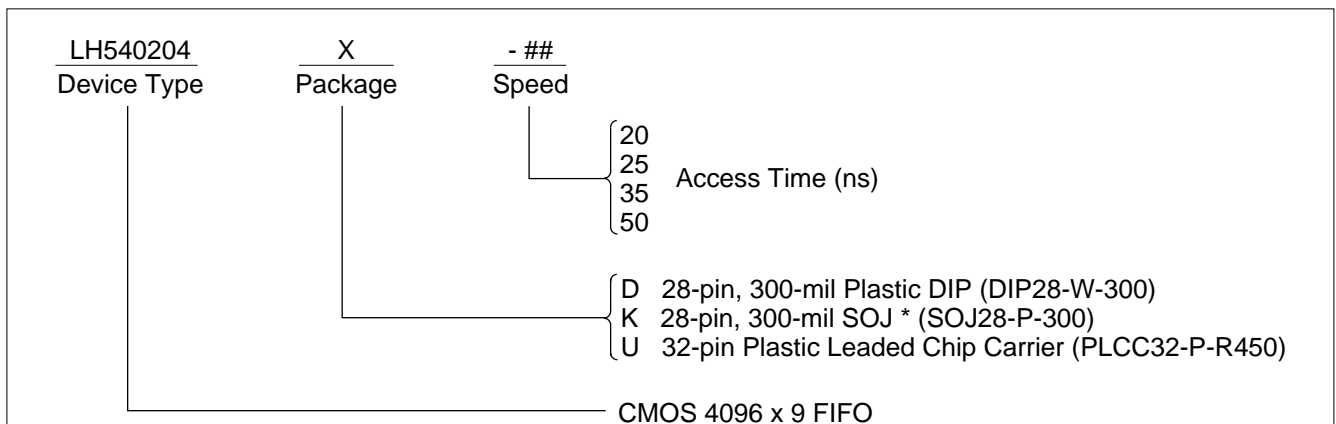 LH540204 X - ##
Device Type Package Speed
20
25
35
50
Access Time (ns)
D 28-pin, 300-mil Plastic DIP (DIP28-W-300)
K 28-pin, 300-mil SOJ * (SOJ28-P-300)
U 32-pin Plastic Leaded Chip Carrier (PLCC32-P-R450)
CMOS 4096 x 9 FIFO